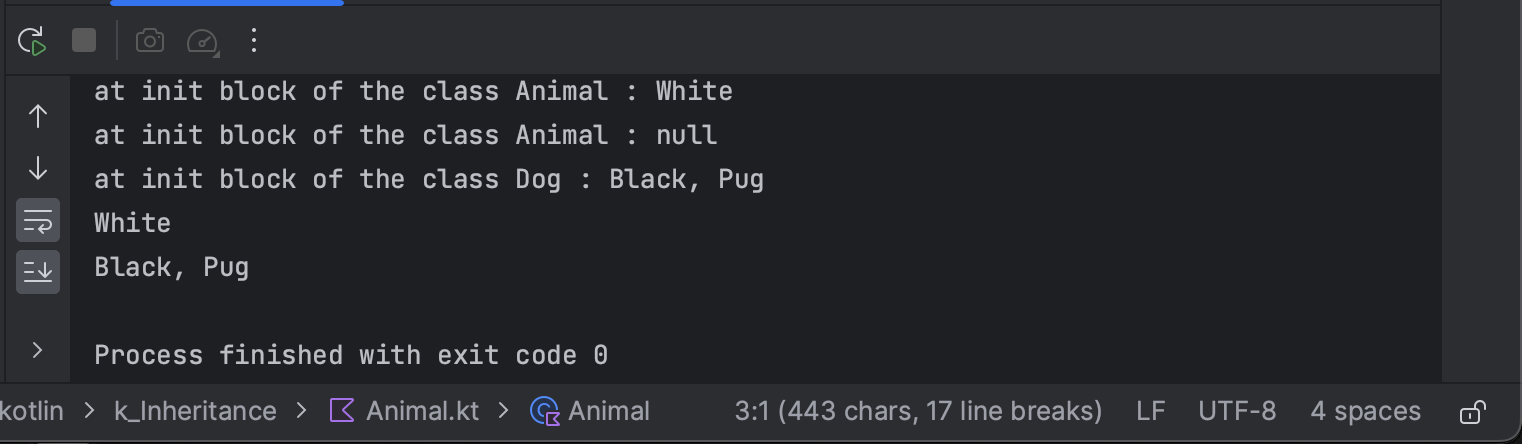 at init block of the class Animal : White
at init block of the class Animal : null
at init block of the class Dog : Black, Pug
White
Black, Pug
Process finished with exit code 0
kotlin > k_Inheritance > Animal.kt > Animal 3:1 (443 chars, 17 line breaks) LF UTF-8 4 spaces